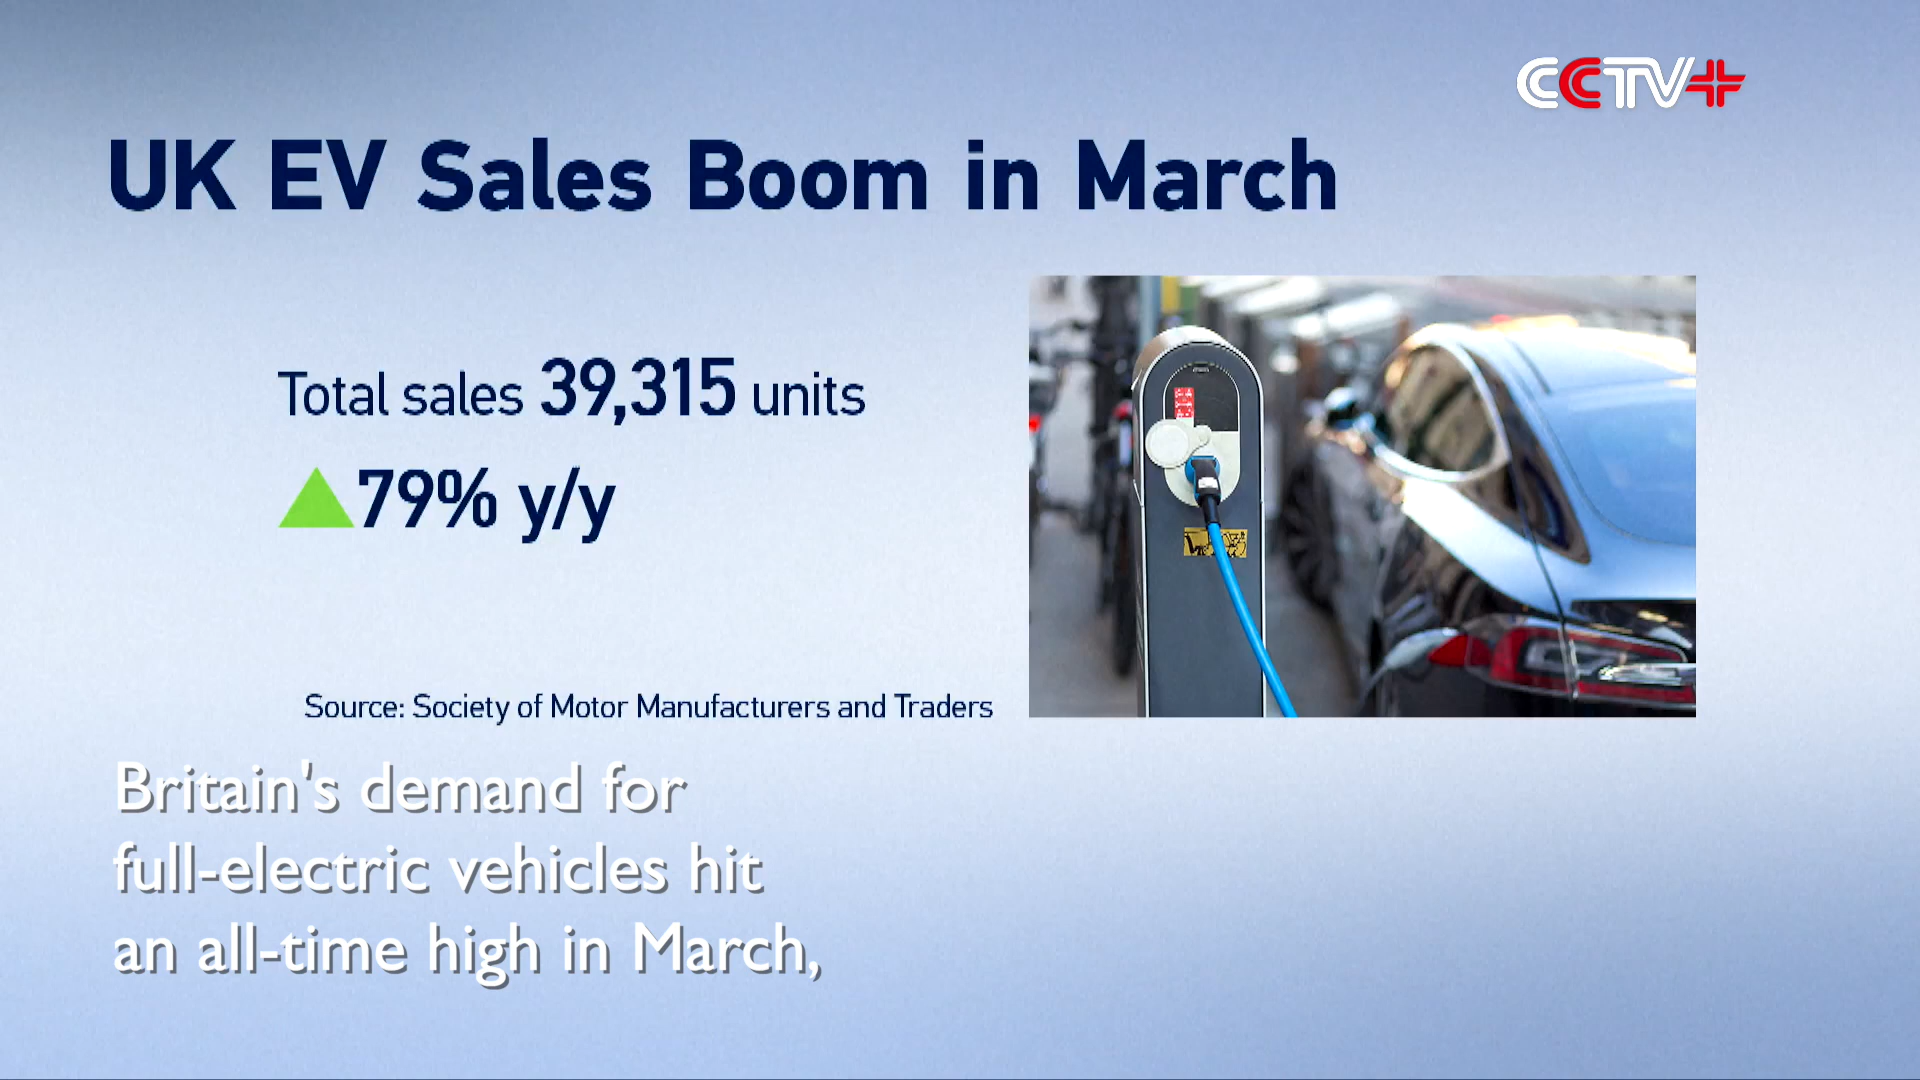 CCTV+
UK EV Sales Boom in March
Total sales 39,315 units
79% y/y
Source: Society of Motor Manufacturers and Traders
Britain's demand for
full-electric vehicles hit
an all-time high in March,